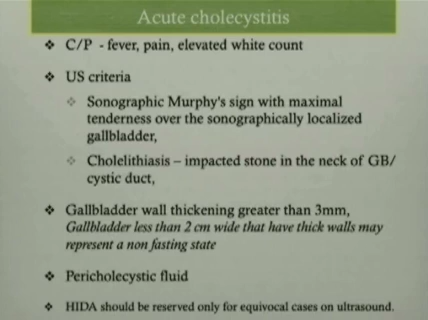 Acute cholecystitis
❖ C/P - fever, pain, elevated white count
❖ US criteria
❖ Sonographic Murphy's sign with maximal
tenderness over the sonographically localized
gallbladder,
❖ Cholelithiasis – impacted stone in the neck of GB/
cystic duct,
❖ Gallbladder wall thickening greater than 3mm,
Gallbladder less than 2 cm wide that have thick walls may
represent a non fasting state
❖ Pericholecystic fluid
❖ HIDA should be reserved only for equivocal cases on ultrasound.